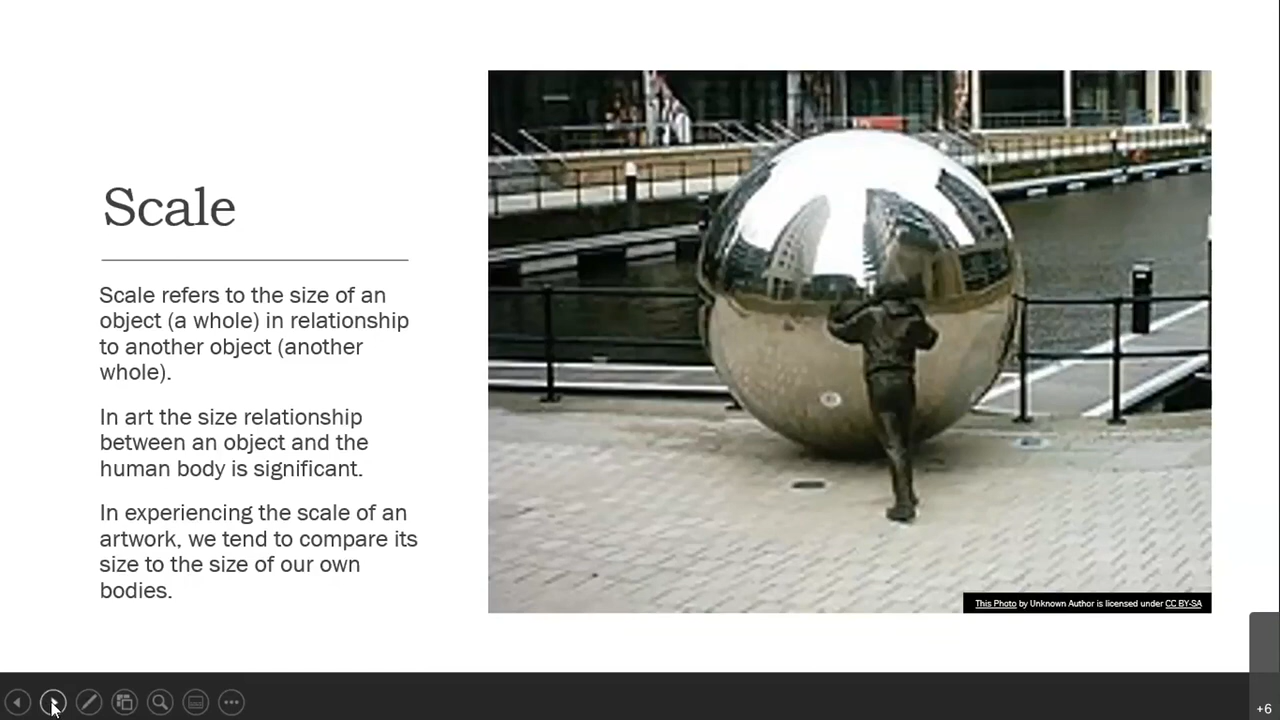 Scale
Scale refers to the size of an
object (a whole) in relationship
to another object (another
whole).
In art the size relationship
between an object and the
human body is significant.
In experiencing the scale of an
artwork, we tend to compare its
size to the size of our own
bodies.
This Photo by Unknown Author is licensed under CC BY-SA
+6